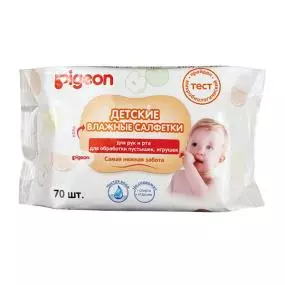 pigeon
тест
ДЕТСКИЕ
ВЛАЖНЫЕ САЛФЕТКИ
для рук и рта
для обработки пустышек, игрушек
Самая нежная забота
pigeon
70 шт.